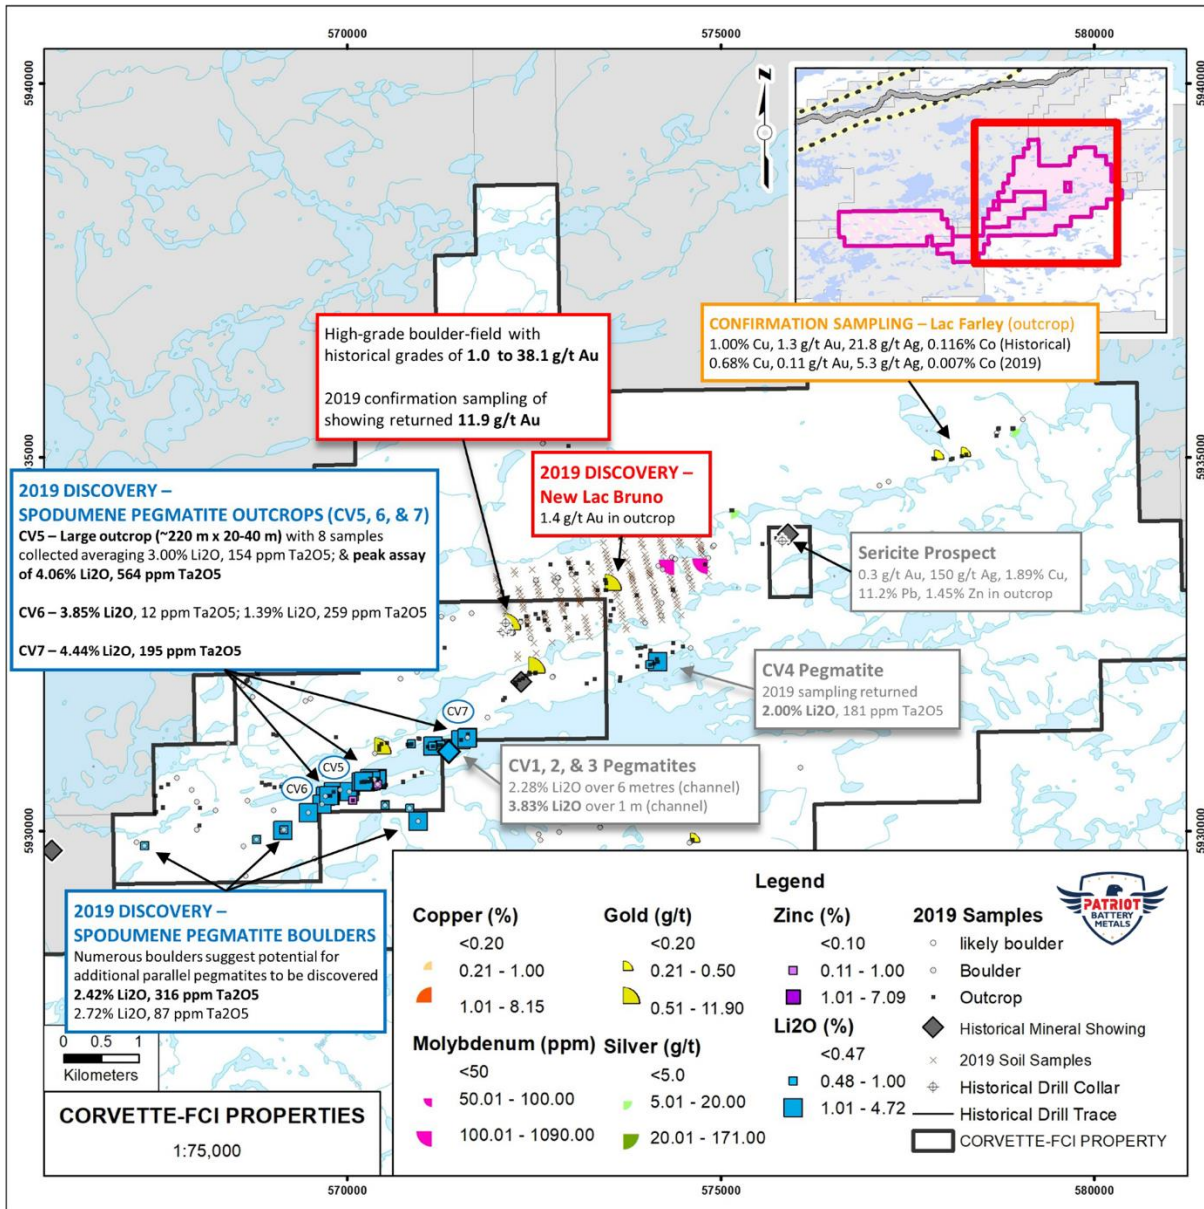 570000
575000
580000
5940000
5940000
N
High-grade boulder-field with
historical grades of 1.0 to 38.1 g/t Au
2019 confirmation sampling of
showing returned 11.9 g/t Au
CONFIRMATION SAMPLING – Lac Farley (outcrop)
1.00% Cu, 1.3 g/t Au, 21.8 g/t Ag, 0.116% Co (Historical)
0.68% Cu, 0.11 g/t Au, 5.3 g/t Ag, 0.007% Co (2019)
5935000
5935000
2019 DISCOVERY –
New Lac Bruno
1.4 g/t Au in outcrop
2019 DISCOVERY –
SPODUMENE PEGMATITE OUTCROPS (CV5, 6, & 7)
CV5 – Large outcrop (~220 m x 20-40 m) with 8 samples
collected averaging 3.00% Li2O, 154 ppm Ta2O5; & peak assay
of 4.06% Li2O, 564 ppm Ta2O5
CV6 – 3.85% Li2O, 12 ppm Ta2O5; 1.39% Li2O, 259 ppm Ta2O5
CV7 – 4.44% Li2O, 195 ppm Ta2O5
Sericite Prospect
0.3 g/t Au, 150 g/t Ag, 1.89% Cu,
11.2% Pb, 1.45% Zn in outcrop
CV4 Pegmatite
2019 sampling returned
2.00% Li2O, 181 ppm Ta2O5
CV7
CV5
CV6
CV1, 2, & 3 Pegmatites
2.28% Li2O over 6 metres (channel)
3.83% Li2O over 1 m (channel)
5930000
5930000
2019 DISCOVERY –
SPODUMENE PEGMATITE BOULDERS
Numerous boulders suggest potential for
additional parallel pegmatites to be discovered
2.42% Li2O, 316 ppm Ta2O5
2.72% Li2O, 87 ppm Ta2O5
0 0.5 1
Kilometers
CORVETTE-FCI PROPERTIES
1:75,000
Legend
Copper (%)
<0.20
0.21 - 1.00
1.01 - 8.15
Molybdenum (ppm)
<50
50.01 - 100.00
100.01 - 1090.00
Gold (g/t)
<0.20
0.21 - 0.50
0.51 - 11.90
Silver (g/t)
<5.0
5.01 - 20.00
20.01 - 171.00
Zinc (%)
<0.10
0.11 - 1.00
1.01 - 7.09
Li2O (%)
<0.47
0.48 - 1.00
1.01 - 4.72
2019 Samples
likely boulder
Boulder
Outcrop
Historical Mineral Showing
2019 Soil Samples
Historical Drill Collar
Historical Drill Trace
CORVETTE-FCI PROPERTY
PATRIOT
BATTERY
METALS
570000
575000
580000